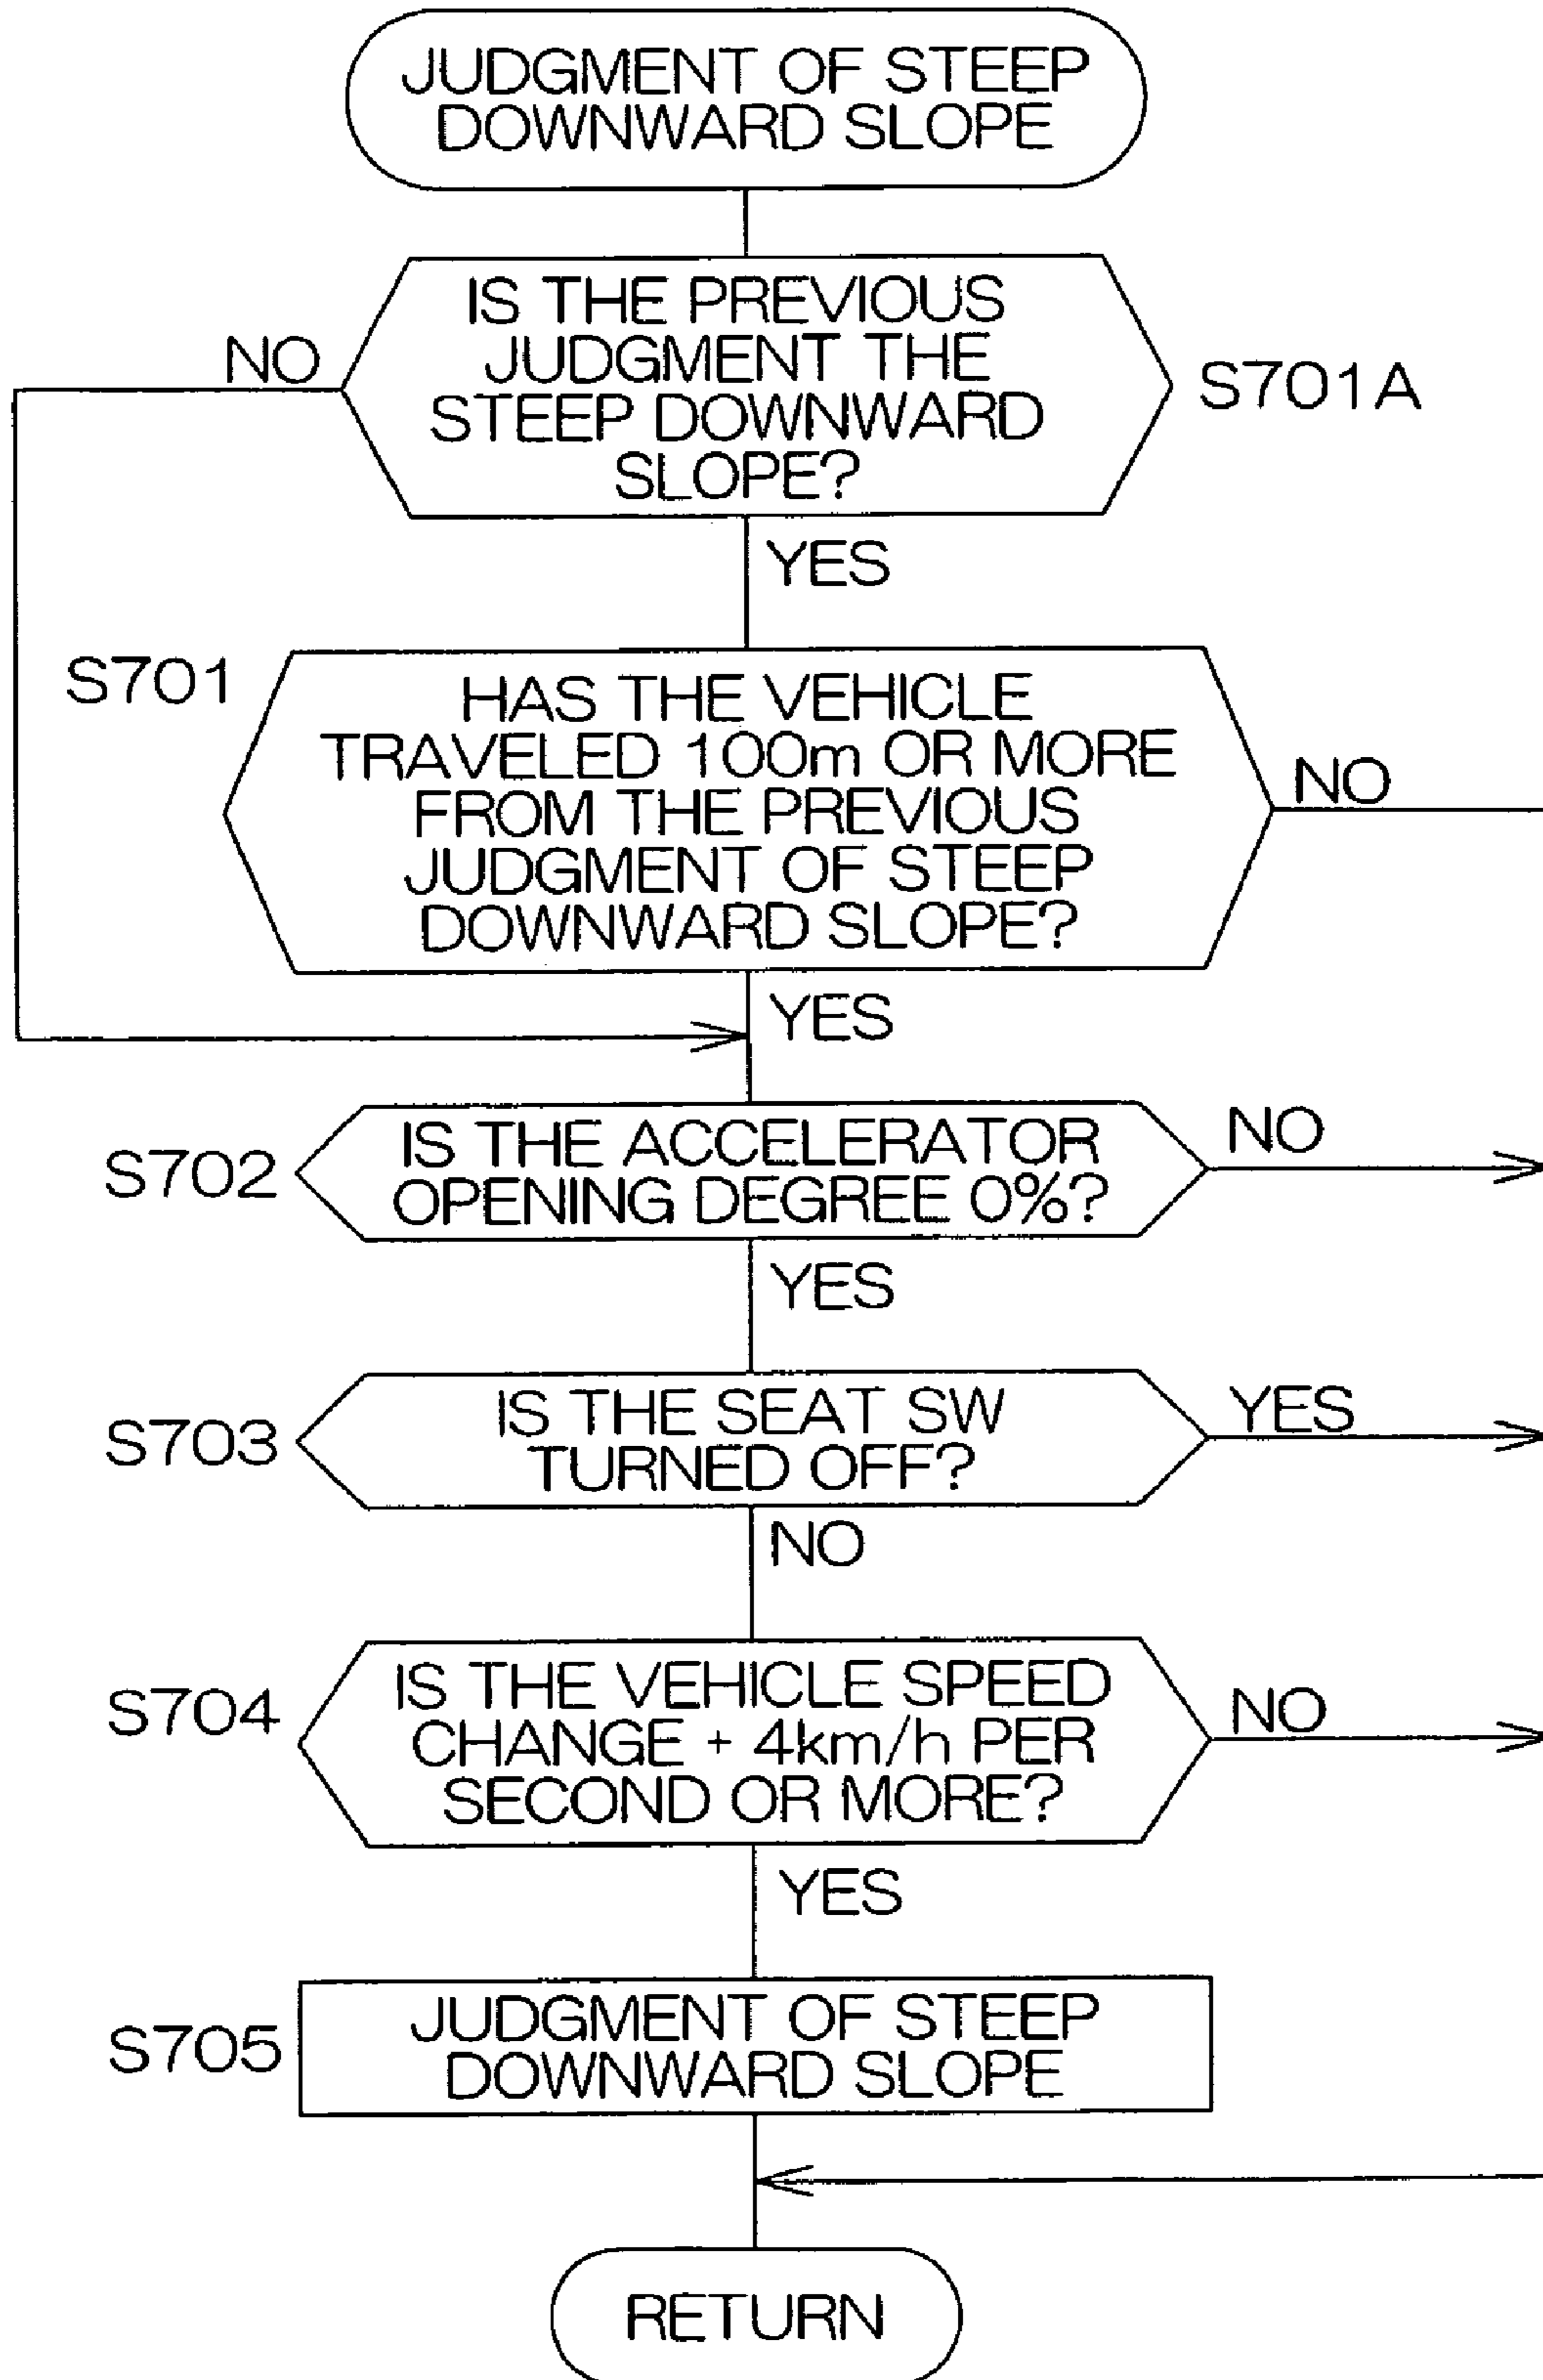 JUDGMENT OF STEEP
DOWNWARD SLOPE
IS THE PREVIOUS
JUDGMENT THE
STEEP DOWNWARD
SLOPE?
NO
S701A
YES
S701
HAS THE VEHICLE
TRAVELED 100m OR MORE
FROM THE PREVIOUS
JUDGMENT OF STEEP
DOWNWARD SLOPE?
NO
YES
S702
IS THE ACCELERATOR
OPENING DEGREE 0%?
NO
YES
S703
IS THE SEAT SW
TURNED OFF?
YES
NO
S704
IS THE VEHICLE SPEED
CHANGE + 4km/h PER
SECOND OR MORE?
NO
YES
S705
JUDGMENT OF STEEP
DOWNWARD SLOPE
RETURN